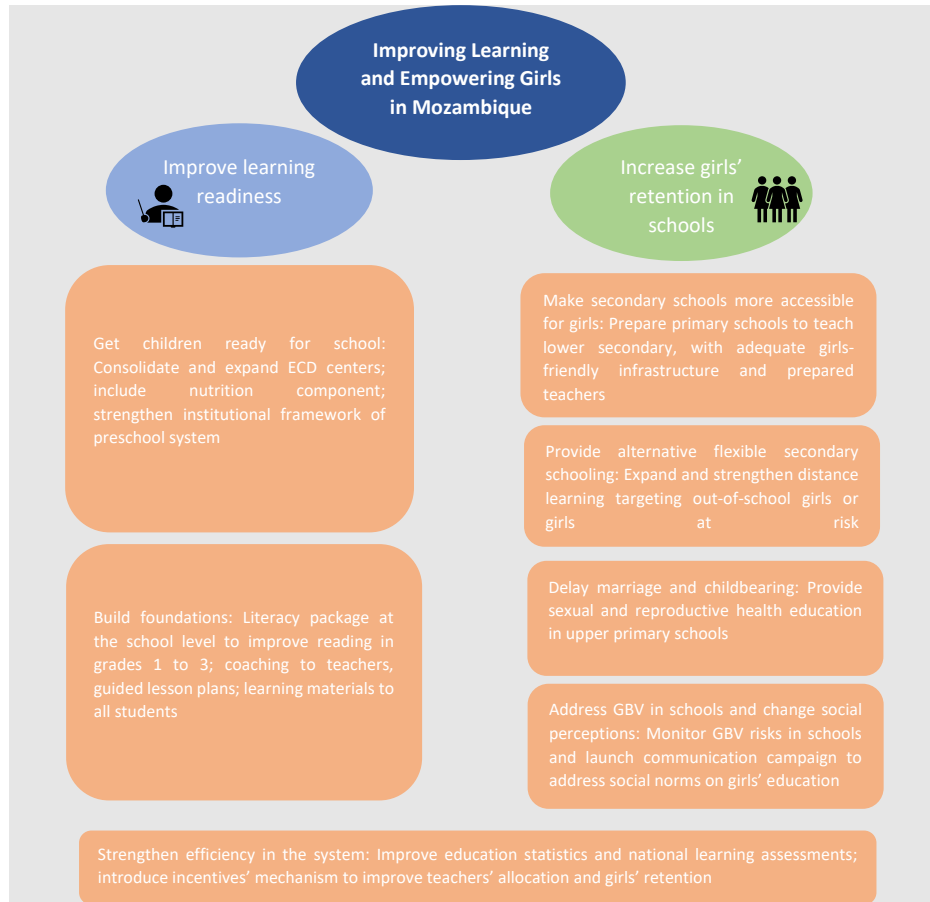 Improving Learning
and Empowering Girls
in Mozambique
Improve learning
readiness
Increase girls’
retention in
schools
Get children ready for school:
Consolidate and expand ECD centers;
include nutrition component;
strengthen institutional framework of
preschool system
Build foundations: Literacy package at
the school level to improve reading in
grades 1 to 3; coaching to teachers,
guided lesson plans; learning materials to
all students
Make secondary schools more accessible
for girls: Prepare primary schools to teach
lower secondary, with adequate girls-
friendly infrastructure and prepared
teachers
Provide alternative flexible secondary
schooling: Expand and strengthen distance
learning targeting out-of-school girls or
girls at risk
Delay marriage and childbearing: Provide
sexual and reproductive health education
in upper primary schools
Address GBV in schools and change social
perceptions: Monitor GBV risks in schools
and launch communication campaign to
address social norms on girls’ education
Strengthen efficiency in the system: Improve education statistics and national learning assessments;
introduce incentives’ mechanism to improve teachers’ allocation and girls’ retention